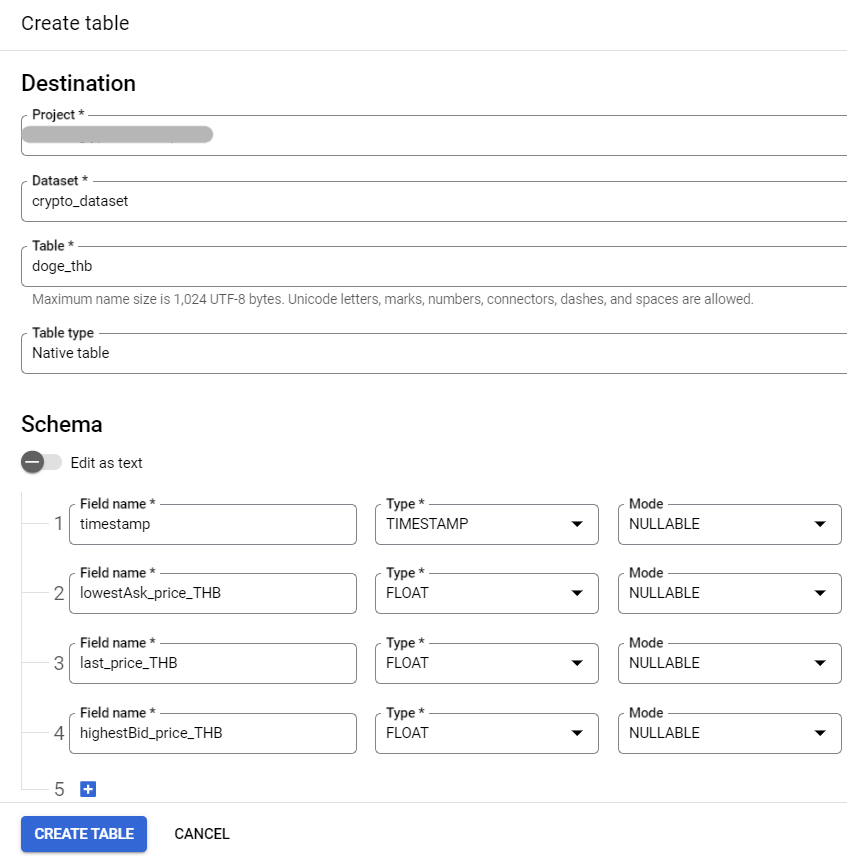 Create table
Destination
Project *
Dataset *
crypto_dataset
Table *
doge_thb
Maximum name size is 1,024 UTF-8 bytes. Unicode letters, marks, numbers, connectors, dashes, and spaces are allowed.
Table type
Native table
Schema
Edit as text
Field name * Type * Mode
1 timestamp TIMESTAMP NULLABLE
Field name * Type * Mode
2 lowestAsk_price_THB FLOAT NULLABLE
Field name * Type * Mode
3 last_price_THB FLOAT NULLABLE
Field name * Type * Mode
4 highestBid_price_THB FLOAT NULLABLE
5
CREATE TABLE CANCEL